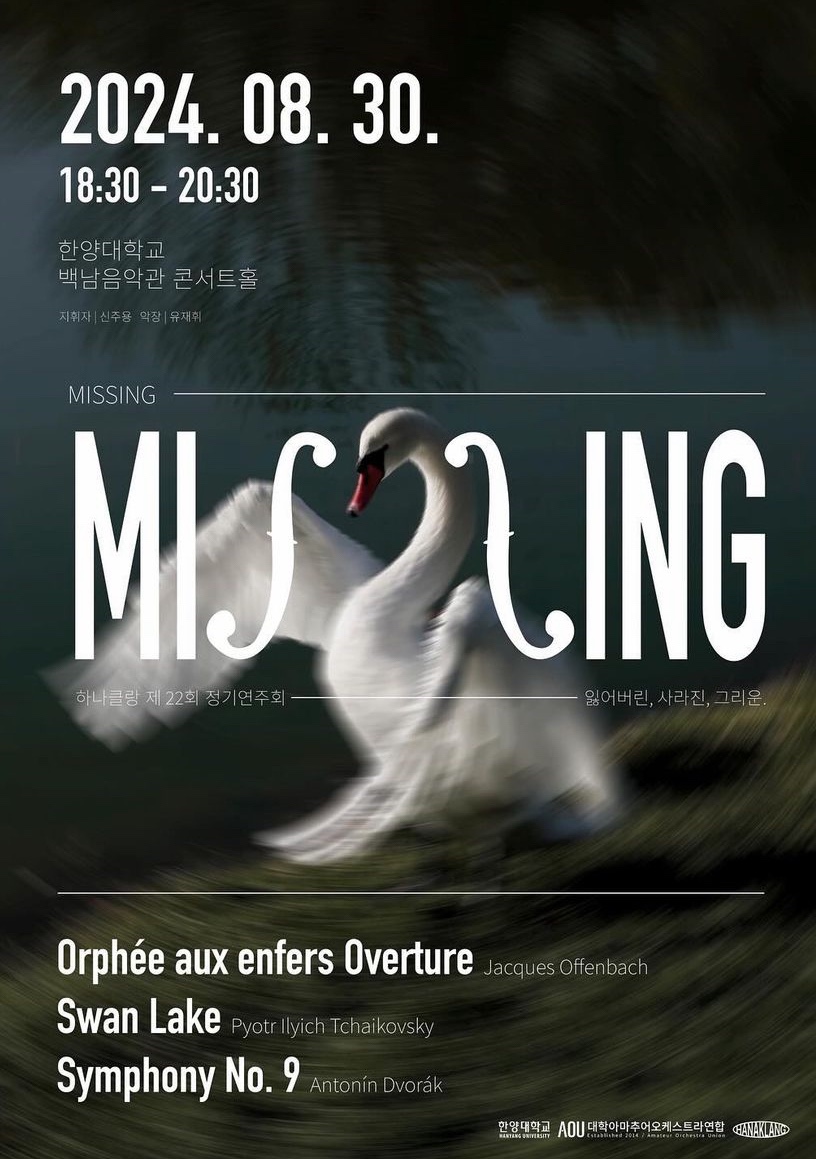 2024. 08. 30.
18:30 – 20:30
한양대학교
백남음악관 콘서트홀
지휘자 | 신주용 악장 | 유재휘
MISSING
MISSING
하나클랑 제 22회 정기연주회
잃어버린, 사라진, 그리운.
Orphée aux enfers Overture Jacques Offenbach
Swan Lake Pyotr Ilyich Tchaikovsky
Symphony No. 9 Antonín Dvorák
한양대학교
HANYANG UNIVERSITY
AOU 대학아마추어오케스트라연합
Established 2014 / Amateur Orchestra Union
HANAKLANG